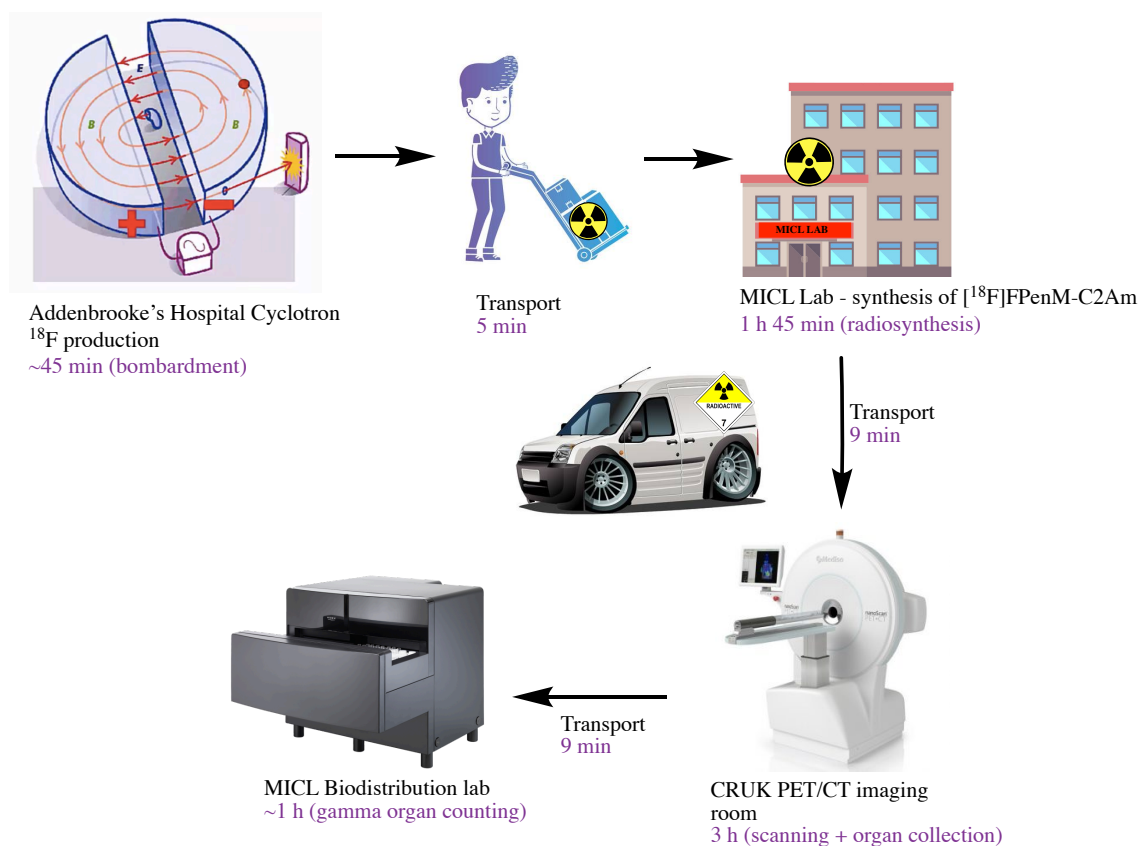 E
B
B
MICL LAB
Addenbrooke's Hospital Cyclotron
¹⁸F production
~45 min (bombardment)
Transport
5 min
MICL Lab - synthesis of [¹⁸F]FPenM-C2Am
1 h 45 min (radiosynthesis)
RADIOACTIVE
7
Transport
9 min
Transport
9 min
MICL Biodistribution lab
~1 h (gamma organ counting)
CRUK PET/CT imaging
room
3 h (scanning + organ collection)